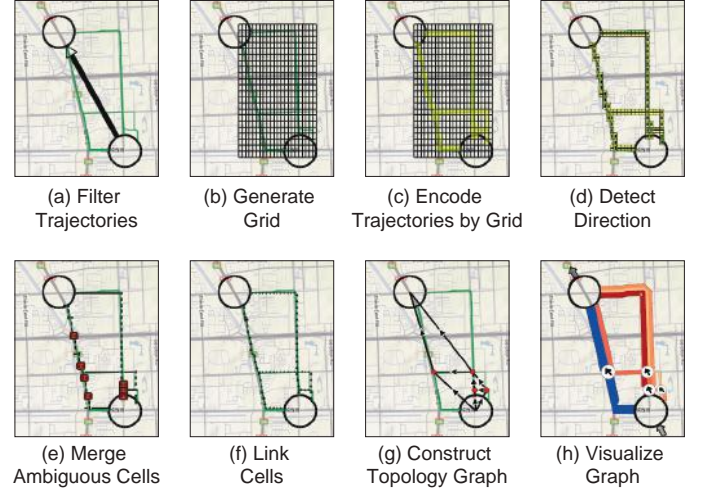 (a) Filter
Trajectories
(b) Generate
Grid
(c) Encode
Trajectories by Grid
(d) Detect
Direction
(e) Merge
Ambiguous Cells
(f) Link
Cells
(g) Construct
Topology Graph
(h) Visualize
Graph